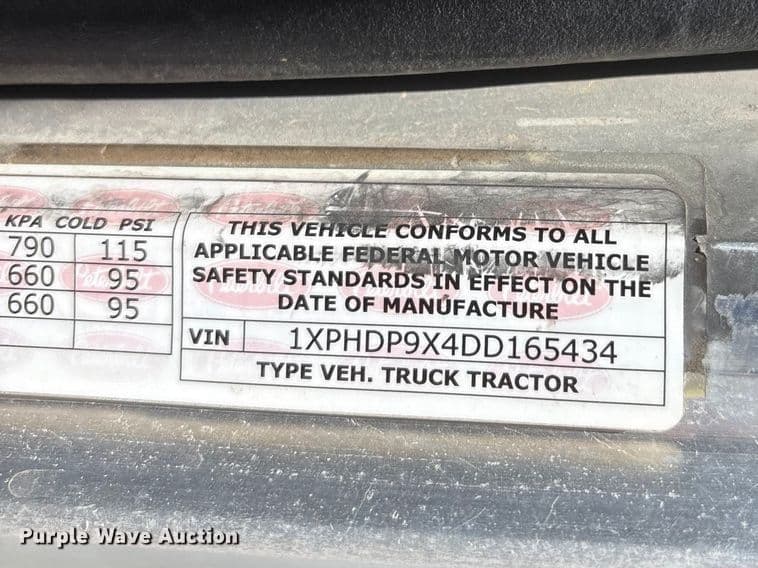 KPA COLD PSI
790 115
660 95
660 95
THIS VEHICLE CONFORMS TO ALL
APPLICABLE FEDERAL MOTOR VEHICLE
SAFETY STANDARDS IN EFFECT ON THE
DATE OF MANUFACTURE
VIN 1XPHDP9X4DD165434
TYPE VEH. TRUCK TRACTOR
Purple Wave Auction